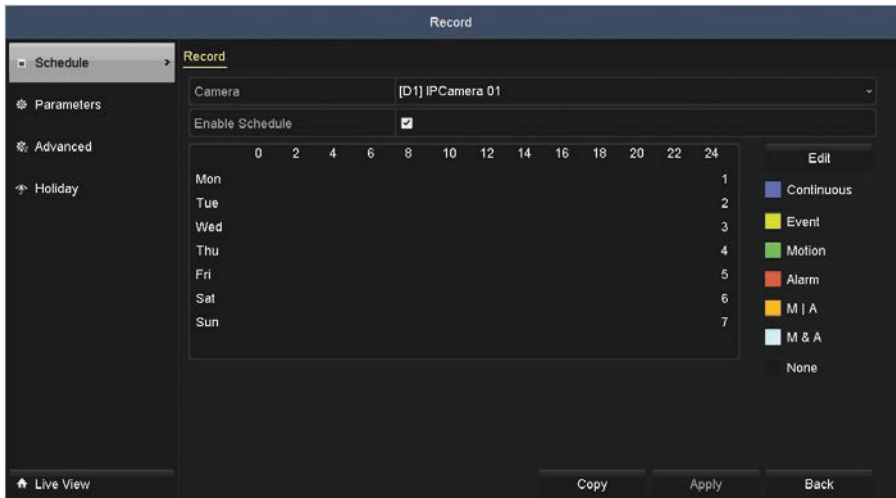 Record
Schedule
Parameters
Advanced
Holiday
Live View
Record
Camera [D1] IPCamera 01
Enable Schedule
0 2 4 6 8 10 12 14 16 18 20 22 24
Mon 1
Tue 2
Wed 3
Thu 4
Fri 5
Sat 6
Sun 7
Edit
Continuous
Event
Motion
Alarm
M | A
M & A
None
Copy Apply Back